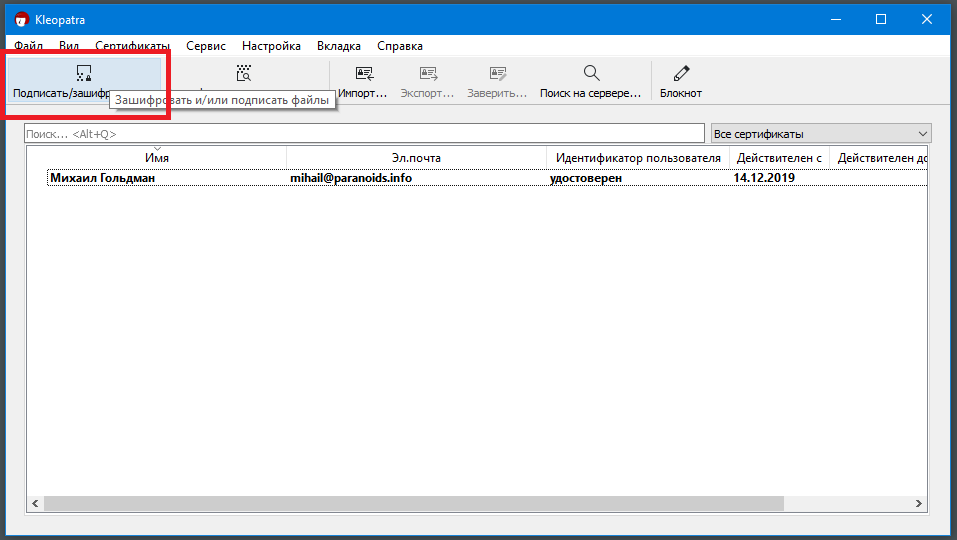 Kleopatra
Файл Вид Сертификаты Сервис Настройка Вкладка Справка
Подписать/зашифр Импорт... Экспорт... Заверить... Поиск на сервере... Блокнот
Зашифровать и/или подписать файлы
Поиск... <Alt+Q> Все сертификаты
Имя Эл.почта Идентификатор пользователя Действителен с Действителен до
Михаил Гольдман mihail@paranoids.info удостоверен 14.12.2019